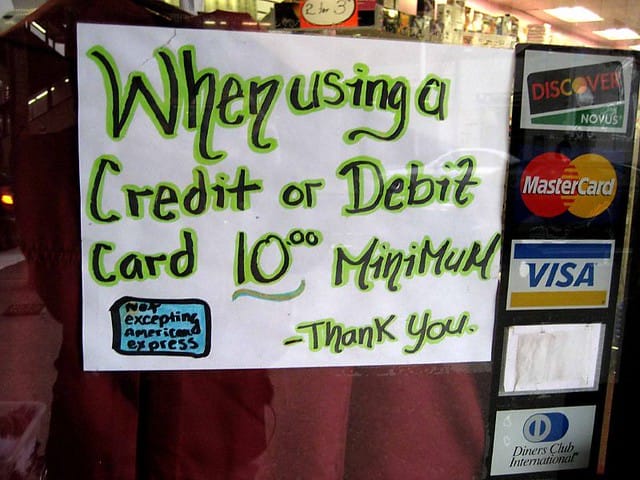 2 for 3
When using a
Credit or Debit
Card 10.00 MiniMuM
Not
excepting
American
express
-Thank You.
DISCOVER
NOVUS
MasterCard
VISA
Diners Club
International